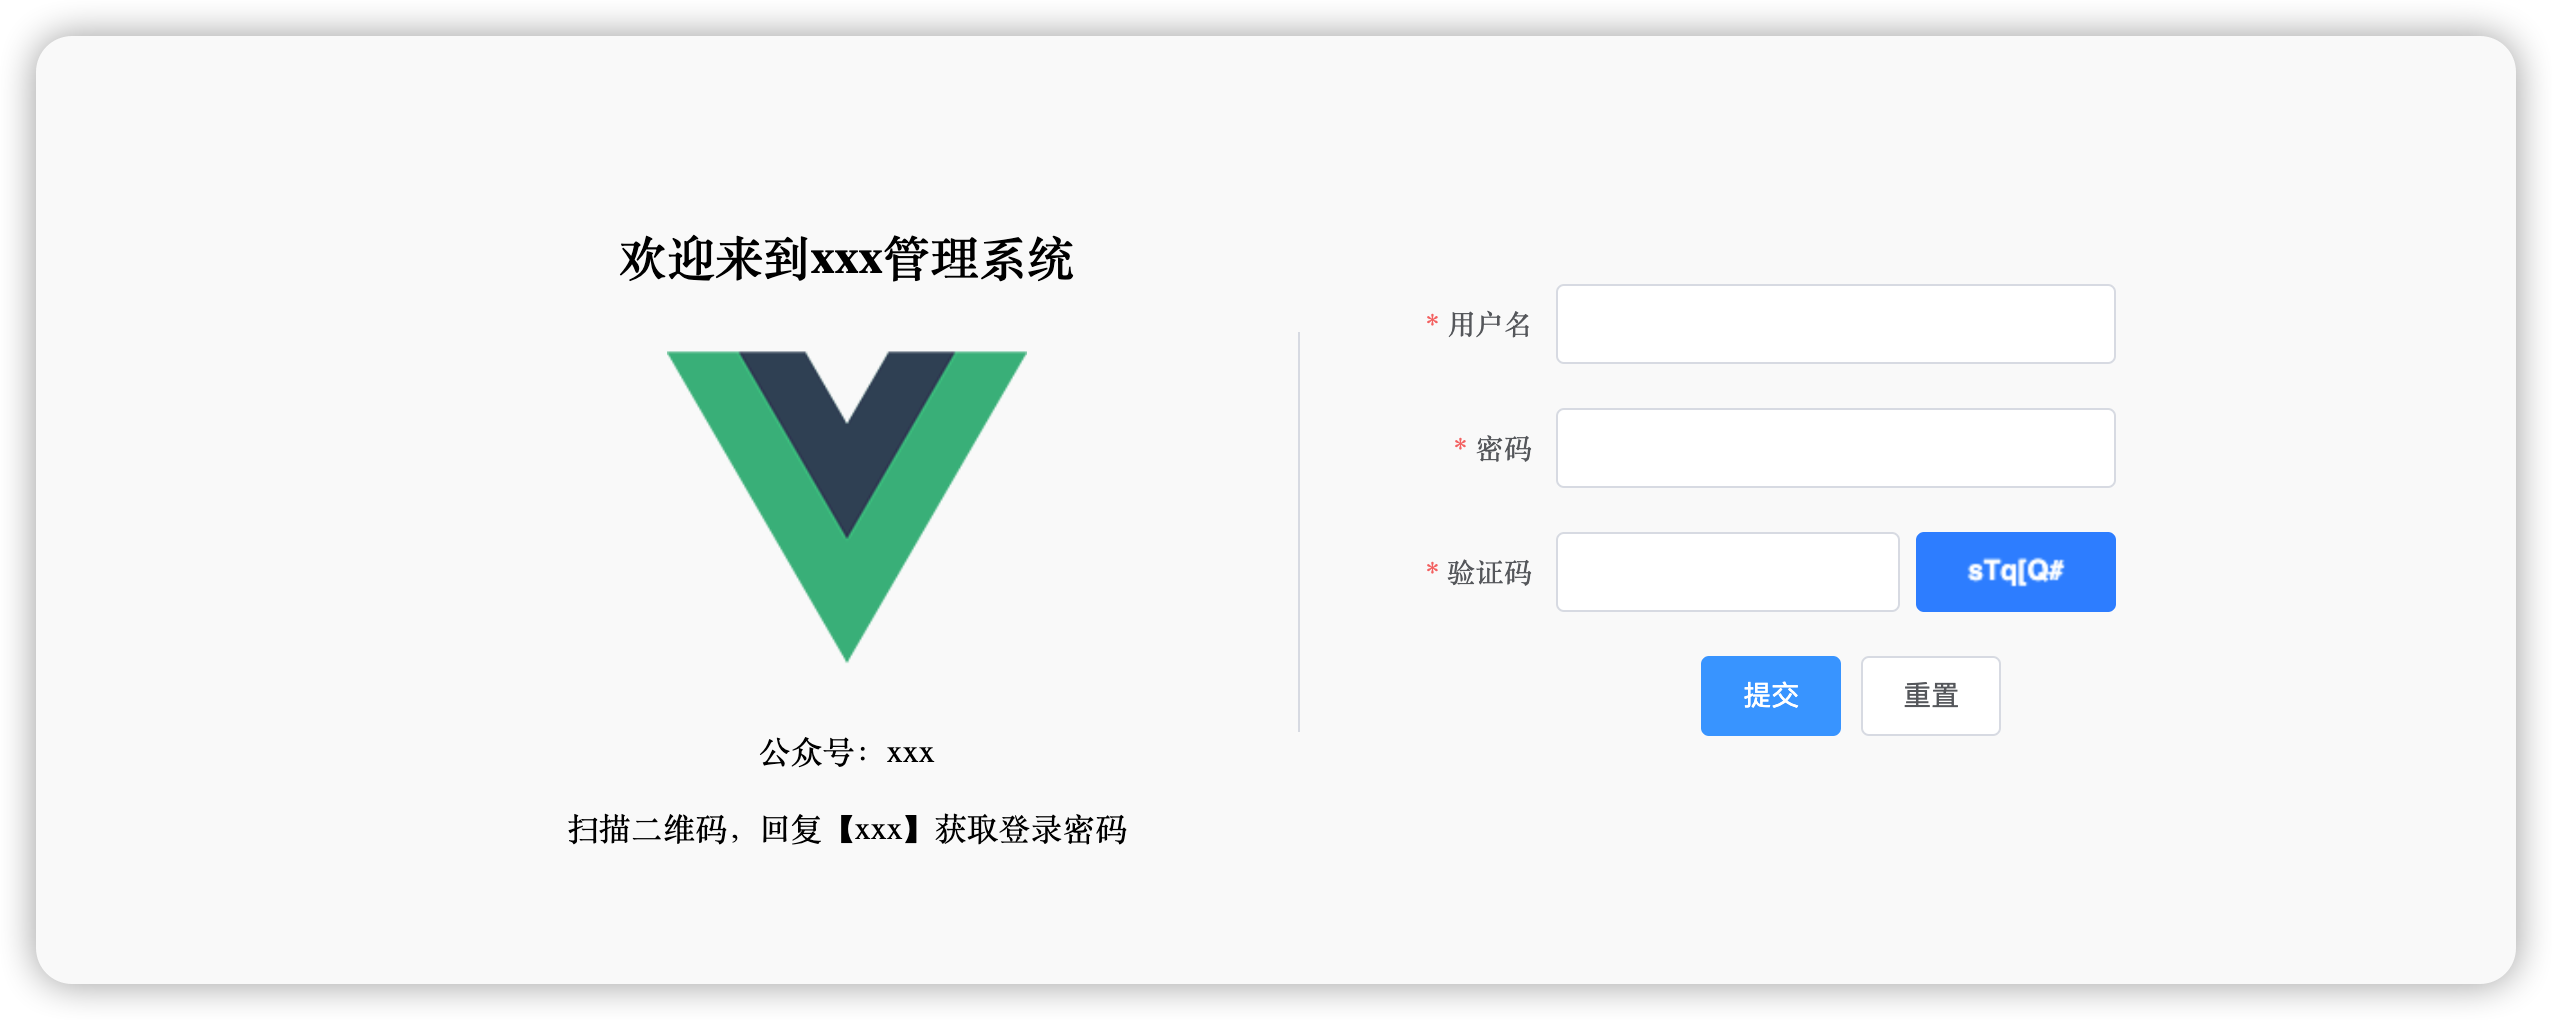 欢迎来到xxx管理系统
公众号：xxx
扫描二维码，回复【xxx】获取登录密码
* 用户名
* 密码
* 验证码
sTq[Q#
提交
重置